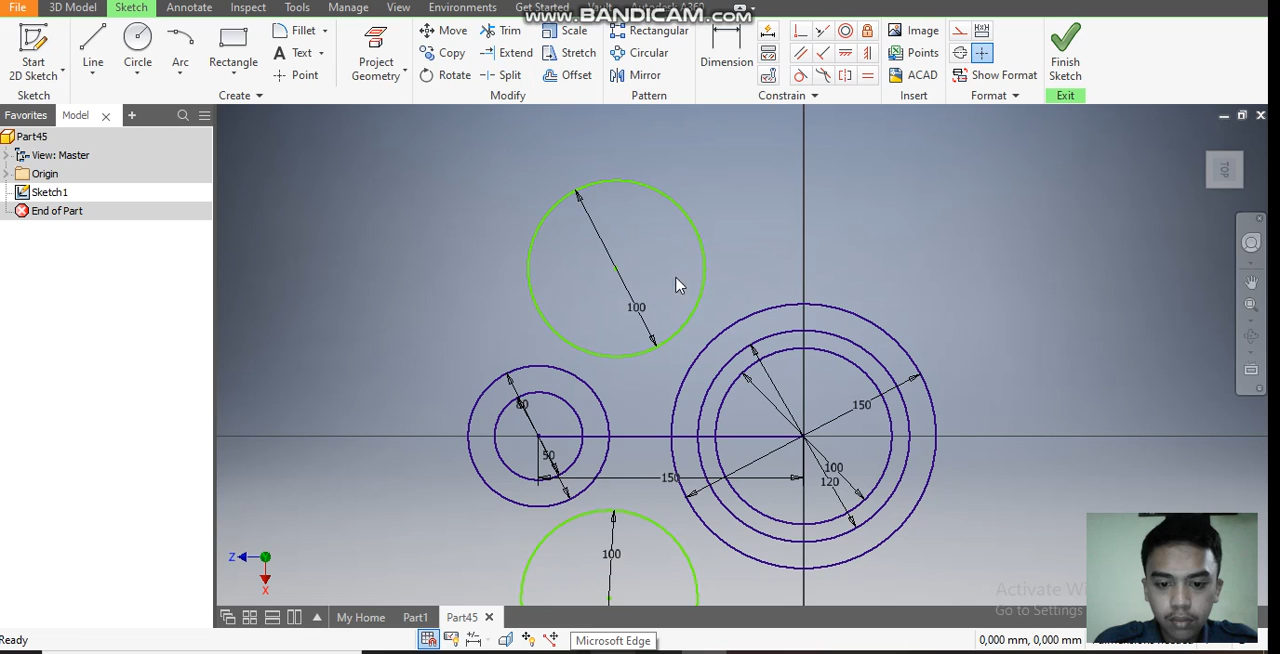 File 3D Model Sketch Annotate Inspect Tools Manage View Environments Get Started Vault Autodesk A360
www.BANDICAM.com
Start 2D Sketch
Line
Circle
Arc
Rectangle
Fillet
Text
Point
Project Geometry
Move
Copy
Rotate
Trim
Extend
Split
Scale
Stretch
Offset
Rectangular
Circular
Mirror
Dimension
Image
Points
ACAD
Show Format
Finish Sketch
Sketch Create Modify Pattern Constrain Insert Format Exit
Favorites Model
Part45
View: Master
Origin
Sketch1
End of Part
TOP
100
150
50
150
100
120
100
Z
X
Activate Wi
Go to Settings
My Home Part1 Part45
Ready
Microsoft Edge
0,000 mm, 0,000 mm